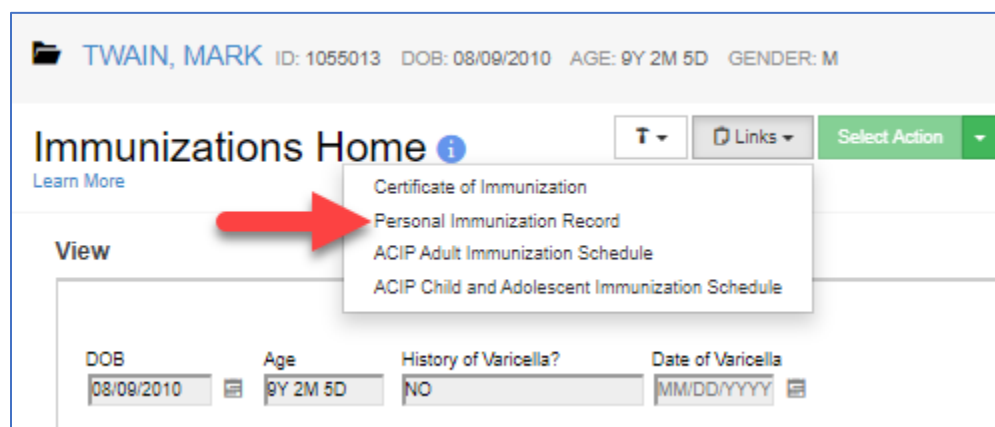 TWAIN, MARK ID: 1055013 DOB: 08/09/2010 AGE: 9Y 2M 5D GENDER: M
Immunizations Home
T Links Select Action
Learn More
Certificate of Immunization
Personal Immunization Record
ACIP Adult Immunization Schedule
ACIP Child and Adolescent Immunization Schedule
View
DOB Age History of Varicella? Date of Varicella
08/09/2010 9Y 2M 5D NO MM/DD/YYYY